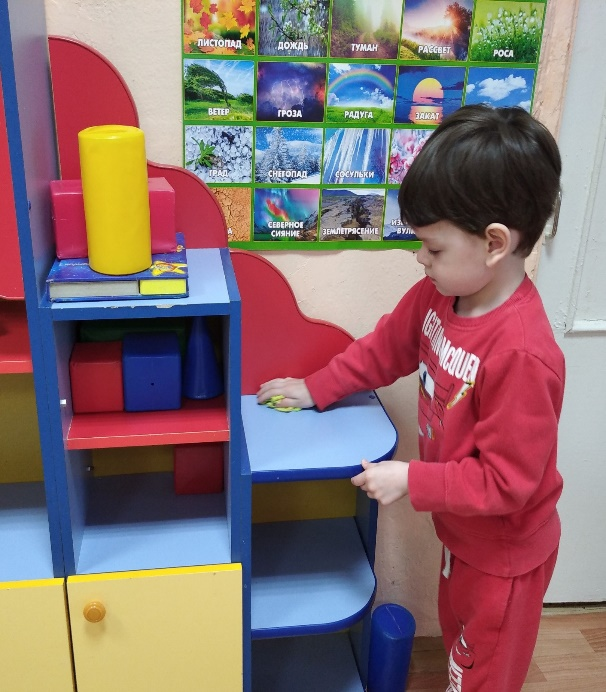 ЛИСТОПАД ДОЖДЬ ТУМАН РАССВЕТ РОСА
ВЕТЕР ГРОЗА РАДУГА ЗАКАТ
ГРАД СНЕГОПАД СОСУЛЬКИ
СЕВЕРНОЕ
СИЯНИЕ
ЗЕМЛЕТРЯСЕНИЕ